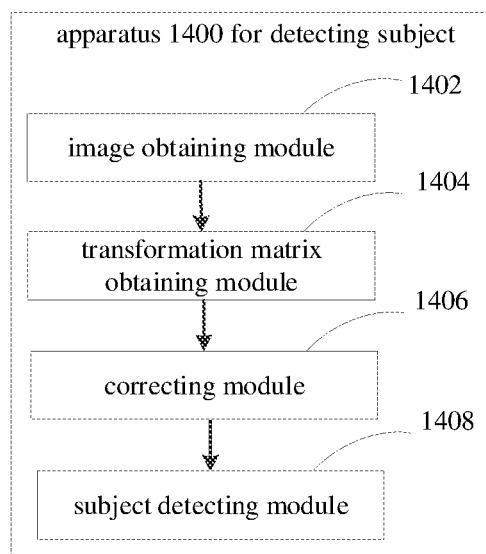 apparatus 1400 for detecting subject
1402
image obtaining module
1404
transformation matrix
obtaining module
1406
correcting module
1408
subject detecting module